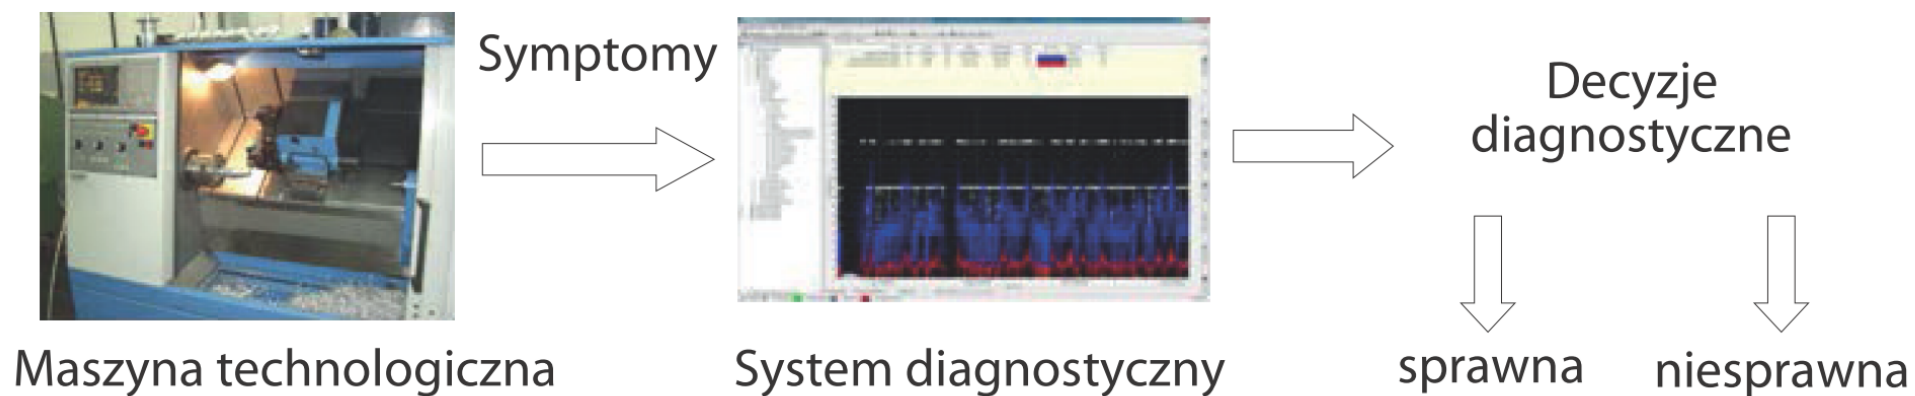 Symptomy
Decyzje
diagnostyczne
Maszyna technologiczna
System diagnostyczny
sprawna
niesprawna